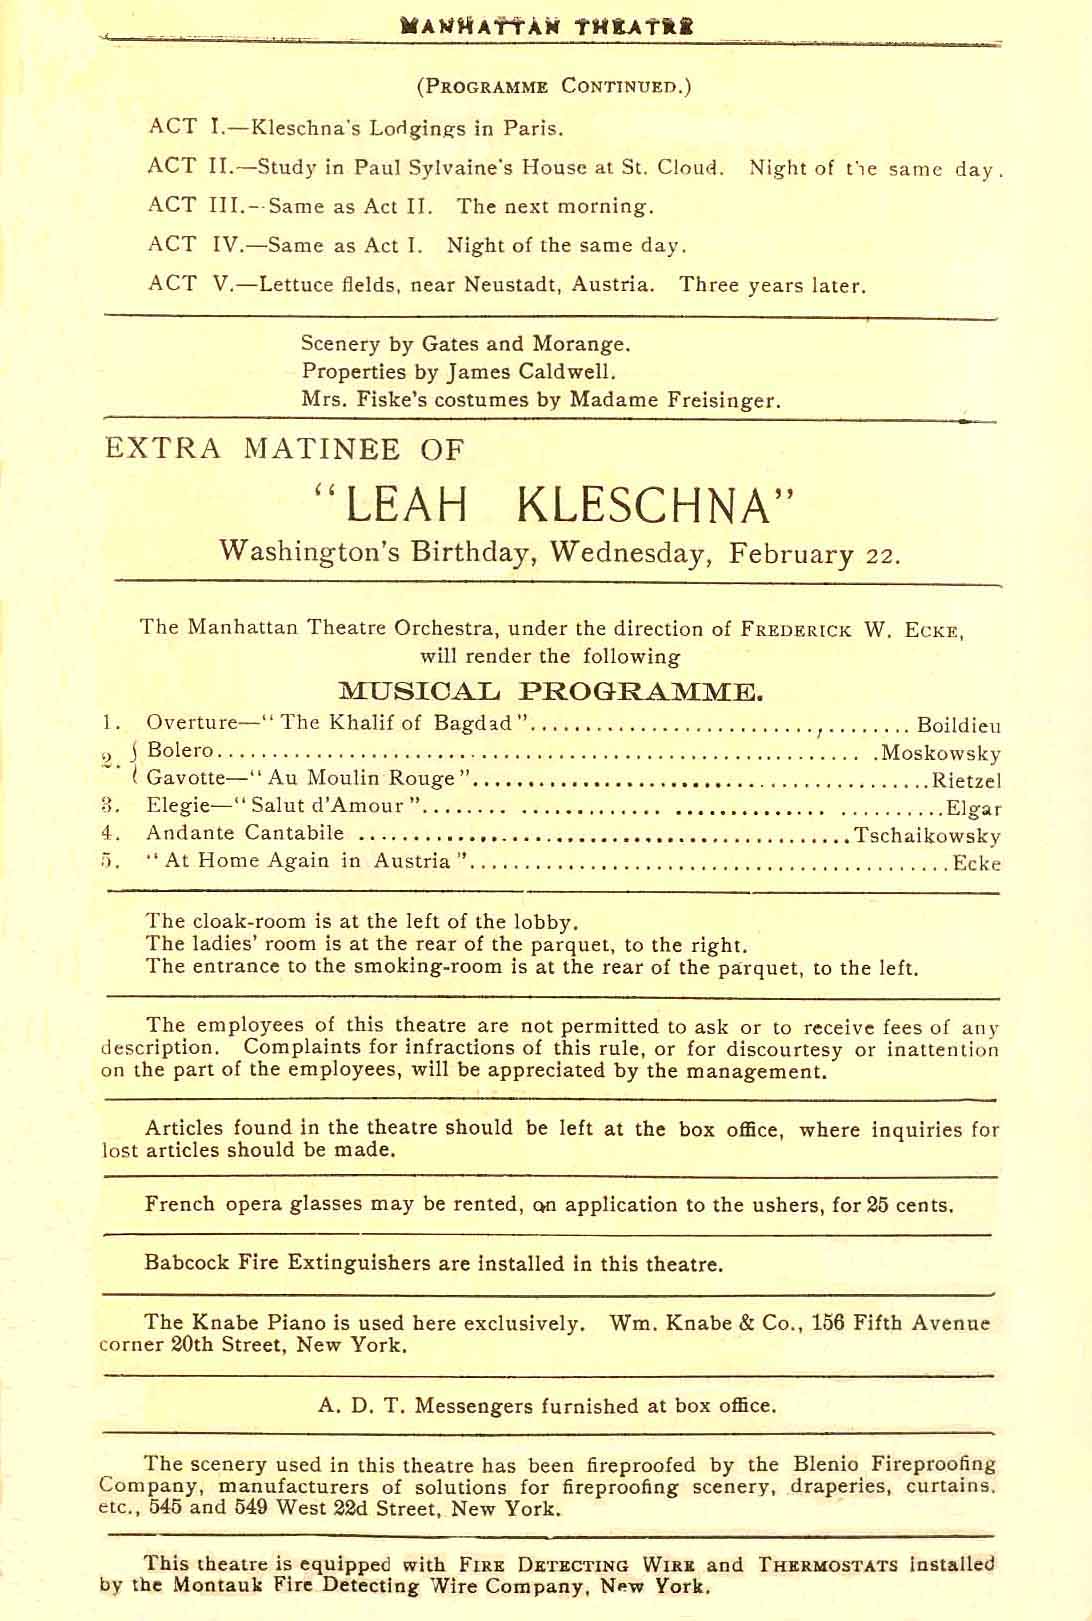 MANHATTAN THEATRE
(PROGRAMME CONTINUED.)
ACT I.—Kleschna's Lodgings in Paris.
ACT II.—Study in Paul Sylvaine's House at St. Cloud. Night of the same day.
ACT III.—Same as Act II. The next morning.
ACT IV.—Same as Act I. Night of the same day.
ACT V.—Lettuce fields, near Neustadt, Austria. Three years later.
Scenery by Gates and Morange.
Properties by James Caldwell.
Mrs. Fiske's costumes by Madame Freisinger.
EXTRA MATINEE OF
"LEAH KLESCHNA"
Washington's Birthday, Wednesday, February 22.
The Manhattan Theatre Orchestra, under the direction of FREDERICK W. ECKE,
will render the following
MUSICAL PROGRAMME.
1. Overture—"The Khalif of Bagdad"........ Boildieu
2. { Bolero........Moskowsky
{ Gavotte—"Au Moulin Rouge"........Rietzel
3. Elegie—"Salut d'Amour"........Elgar
4. Andante Cantabile ........Tschaikowsky
5. "At Home Again in Austria"........Ecke
The cloak-room is at the left of the lobby.
The ladies' room is at the rear of the parquet, to the right.
The entrance to the smoking-room is at the rear of the parquet, to the left.
The employees of this theatre are not permitted to ask or to receive fees of any
description. Complaints for infractions of this rule, or for discourtesy or inattention
on the part of the employees, will be appreciated by the management.
Articles found in the theatre should be left at the box office, where inquiries for
lost articles should be made.
French opera glasses may be rented, on application to the ushers, for 25 cents.
Babcock Fire Extinguishers are installed in this theatre.
The Knabe Piano is used here exclusively. Wm. Knabe & Co., 156 Fifth Avenue
corner 20th Street, New York.
A. D. T. Messengers furnished at box office.
The scenery used in this theatre has been fireproofed by the Blenio Fireproofing
Company, manufacturers of solutions for fireproofing scenery, draperies, curtains.
etc., 545 and 549 West 22d Street, New York.
This theatre is equipped with FIRE DETECTING WIRE and THERMOSTATS installed
by the Montauk Fire Detecting Wire Company, New York.